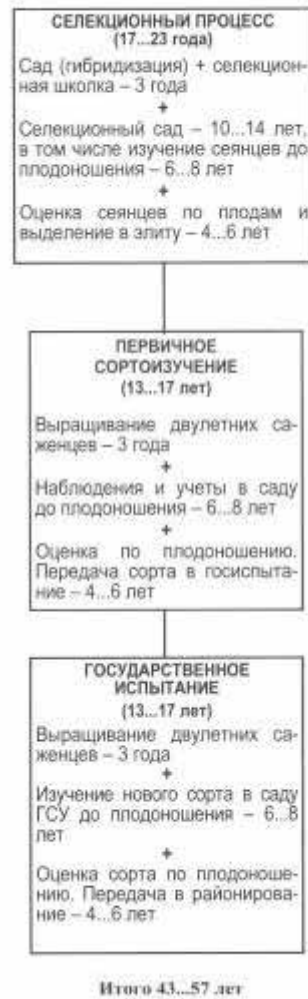 СЕЛЕКЦИОННЫЙ ПРОЦЕСС
(17...23 года)
Сад (гибридизация) + селекцион-
ная школка – 3 года
+
Селекционный сад – 10...14 лет,
в том числе изучение сеянцев до
плодоношения – 6...8 лет
+
Оценка сеянцев по плодам и
выделение в элиту – 4...6 лет
ПЕРВИЧНОЕ
СОРТОИЗУЧЕНИЕ
(13...17 лет)
Выращивание двулетних са-
женцев – 3 года
+
Наблюдения и учеты в саду
до плодоношения – 6...8 лет
+
Оценка по плодоношению.
Передача сорта в госиспыта-
ние – 4...6 лет
ГОСУДАРСТВЕННОЕ
ИСПЫТАНИЕ
(13...17 лет)
Выращивание двулетних са-
женцев – 3 года
+
Изучение нового сорта в саду
ГСУ до плодоношения – 6...8
лет
+
Оценка сорта по плодоноше-
нию. Передача в районирова-
ние – 4...6 лет
Итого 43...57 лет